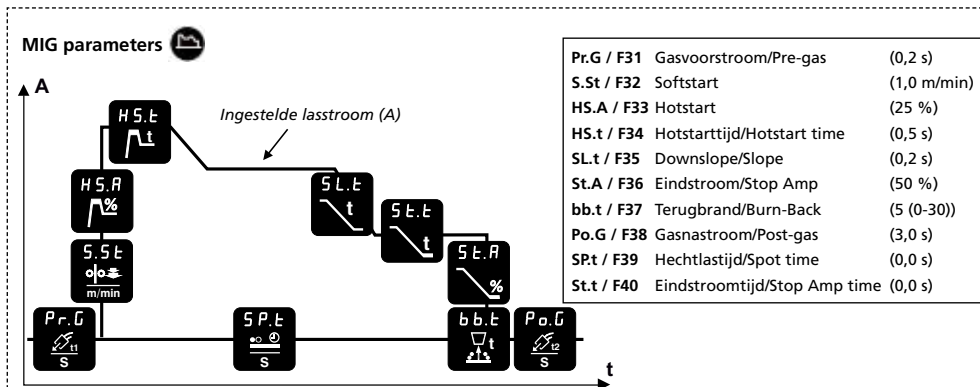 MIG parameters
A
HS.t
t
Ingestelde lasstroom (A)
HS.A
%
S.St
m/min
Pr.G
t1
S
SP.t
S
SL.t
t
St.t
t
St.A
%
bb.t
t
Po.G
t2
S
t
Pr.G / F31 Gasvoorstroom/Pre-gas (0,2 s)
S.St / F32 Softstart (1,0 m/min)
HS.A / F33 Hotstart (25 %)
HS.t / F34 Hotstarttijd/Hotstart time (0,5 s)
SL.t / F35 Downslope/Slope (0,2 s)
St.A / F36 Eindstroom/Stop Amp (50 %)
bb.t / F37 Terugbrand/Burn-Back (5 (0-30))
Po.G / F38 Gasnastroom/Post-gas (3,0 s)
SP.t / F39 Hechtlastijd/Spot time (0,0 s)
St.t / F40 Eindstroomtijd/Stop Amp time (0,0 s)